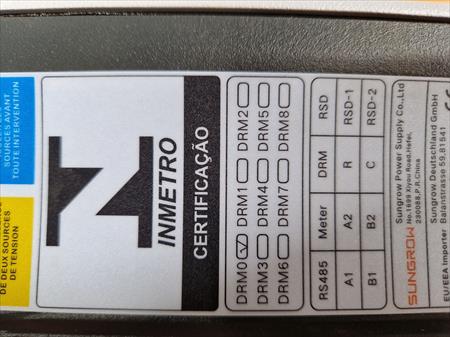 DE DEUX SOURCES
DE TENSION
SOURCES AVANT
TOUTE INTERVENTION
INMETRO
CERTIFICAÇÃO
DRM0 DRM1 DRM2
DRM3 DRM4 DRM5
DRM6 DRM7 DRM8
RS485 Meter DRM RSD
A1 A2 R RSD-1
B1 B2 C RSD-2
SUNGROW
Sungrow Power Supply Co.,Ltd
No.1699 Xiyou Road,Hefei,
230088,P.R.China
EU/EEA Importer Sungrow Deutschland GmbH
Balanstrasse 59,81541